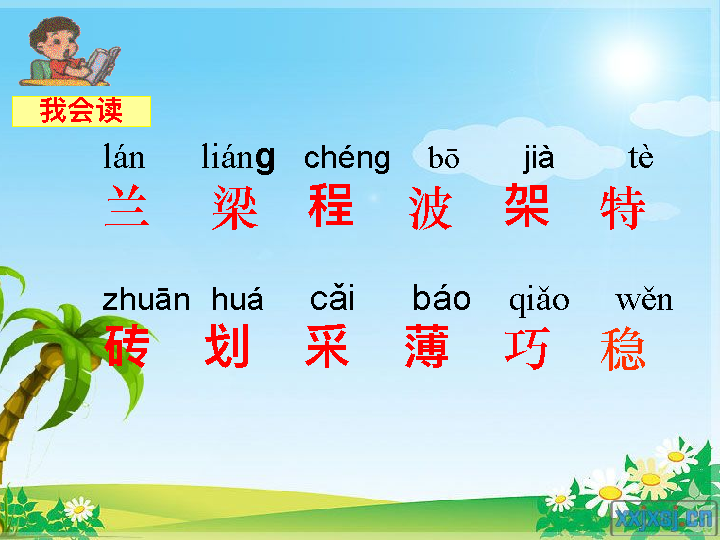 我会读
lán liáng chéng bō jià tè
兰 梁 程 波 架 特
zhuān huá cǎi báo qiǎo wěn
砖 划 采 薄 巧 稳
xxjxsj.cn